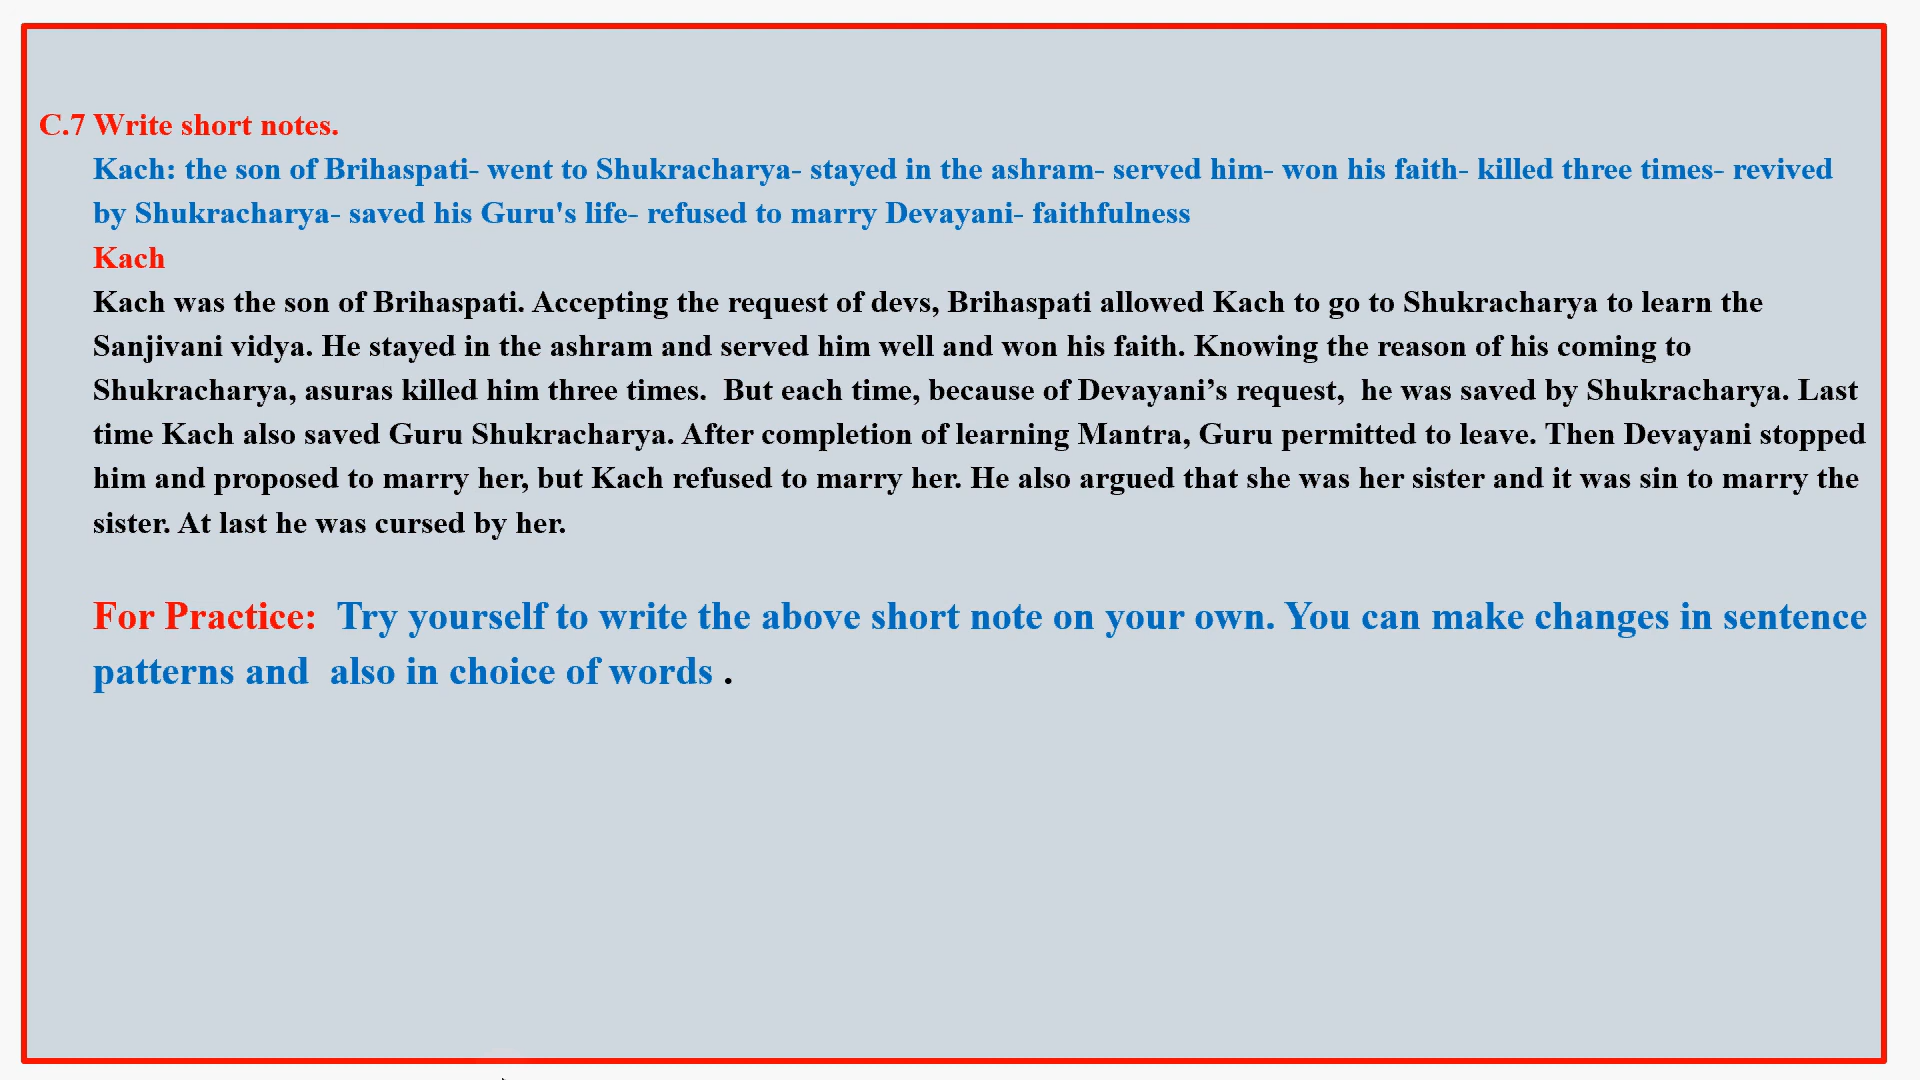 C.7 Write short notes.
Kach: the son of Brihaspati- went to Shukracharya- stayed in the ashram- served him- won his faith- killed three times- revived
by Shukracharya- saved his Guru's life- refused to marry Devayani- faithfulness
Kach
Kach was the son of Brihaspati. Accepting the request of devs, Brihaspati allowed Kach to go to Shukracharya to learn the
Sanjivani vidya. He stayed in the ashram and served him well and won his faith. Knowing the reason of his coming to
Shukracharya, asuras killed him three times.  But each time, because of Devayani’s request,  he was saved by Shukracharya. Last
time Kach also saved Guru Shukracharya. After completion of learning Mantra, Guru permitted to leave. Then Devayani stopped
him and proposed to marry her, but Kach refused to marry her. He also argued that she was her sister and it was sin to marry the
sister. At last he was cursed by her.
For Practice:  Try yourself to write the above short note on your own. You can make changes in sentence
patterns and  also in choice of words .